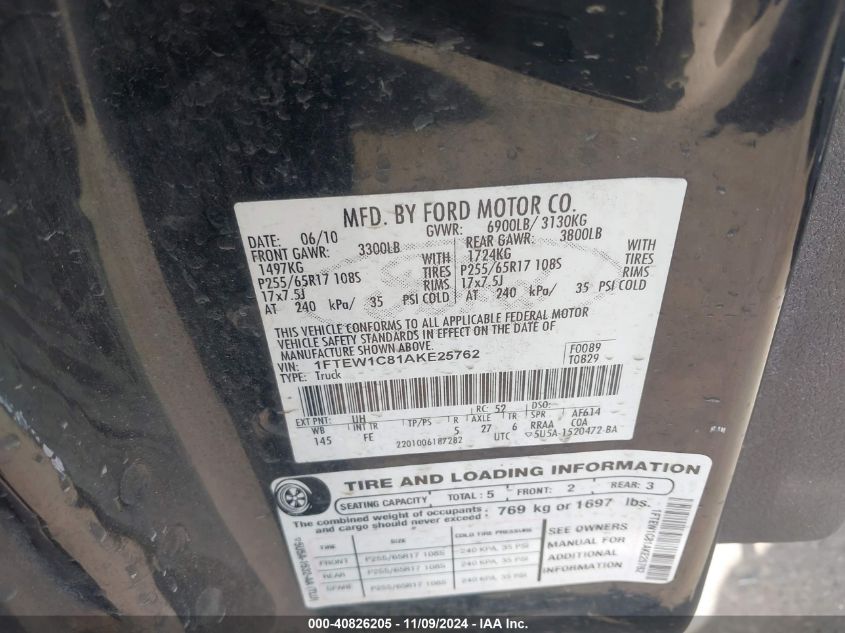 MFD. BY FORD MOTOR CO.
DATE: 06/10 GVWR: 6900LB/ 3130KG
FRONT GAWR: 3300LB REAR GAWR: 3800LB
1497KG WITH 1724KG WITH
P255/65R17 108S TIRES P255/65R17 108S TIRES
17x7.5J RIMS 17x7.5J RIMS
AT 240 kPa/ 35 PSI COLD AT 240 kPa/ 35 PSI COLD
THIS VEHICLE CONFORMS TO ALL APPLICABLE FEDERAL MOTOR
VEHICLE SAFETY STANDARDS IN EFFECT ON THE DATE OF
MANUFACTURE SHOWN ABOVE.
VIN: 1FTEW1C81AKE25762 F0089
TYPE: Truck T0829
EXT PNT: UH RC: 52 DSO: AF614
WB INT TR TP/PS R AXLE TR SPR COA
145 FE 5 27 6 RRAA
2201006187282 UTC 5U5A-1520472-BA
TIRE AND LOADING INFORMATION
SEATING CAPACITY TOTAL: 5 FRONT: 2 REAR: 3
The combined weight of occupants and cargo should never exceed: 769 kg or 1697 lbs.
TIRE SIZE COLD TIRE PRESSURE SEE OWNERS
FRONT P255/65R17 108S 240 KPA, 35 PSI MANUAL FOR
REAR P255/65R17 108S 240 KPA, 35 PSI ADDITIONAL
SPARE P255/65R17 108S 240 KPA, 35 PSI INFORMATION
1FTEW1C81AKE25762
STOCK: 40826205 - 11/09/2024 - IAA Inc.